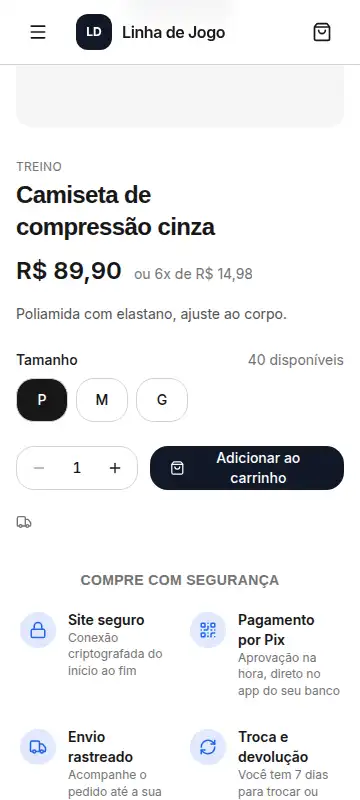 LD Linha de Jogo
TREINO
Camiseta de
compressão cinza
R$ 89,90 ou 6x de R$ 14,98
Poliamida com elastano, ajuste ao corpo.
Tamanho 40 disponíveis
P M G
1
Adicionar ao
carrinho
COMPRE COM SEGURANÇA
Site seguro
Conexão
criptografada do
início ao fim
Pagamento
por Pix
Aprovação na
hora, direto no
app do seu banco
Envio
rastreado
Acompanhe o
pedido até a sua
Troca e
devolução
Você tem 7 dias
para trocar ou